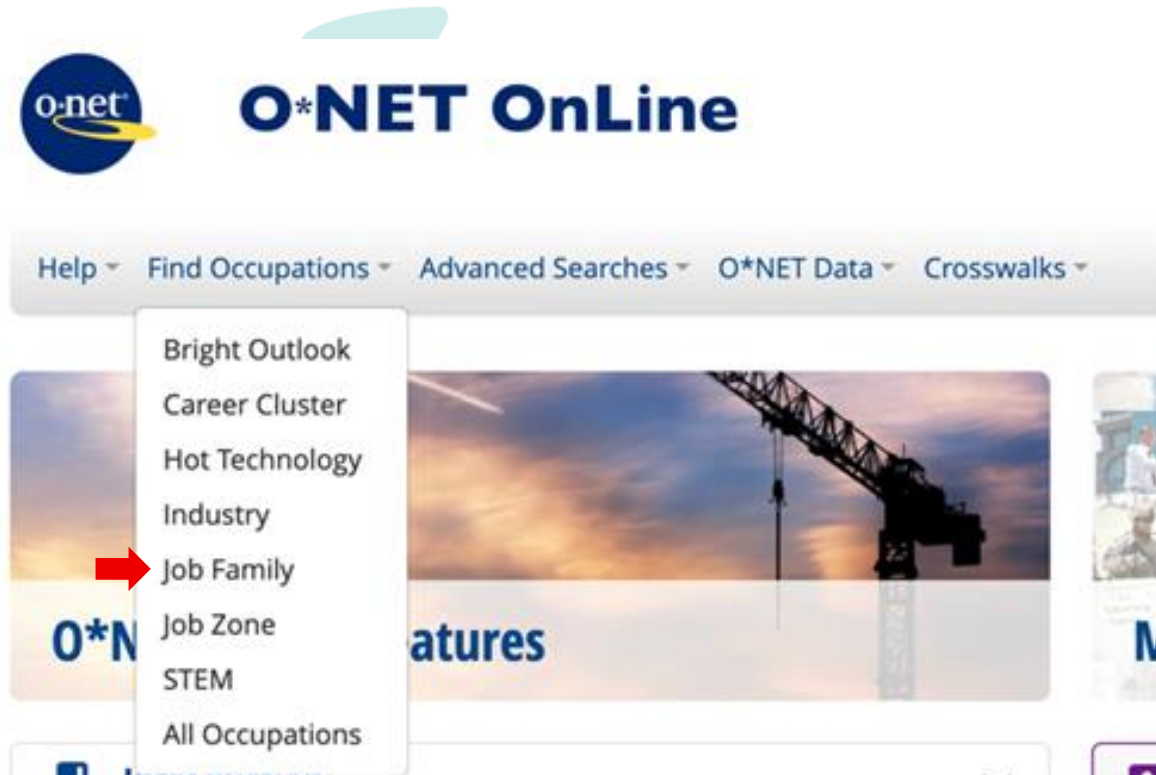 o·net
O*NET OnLine
Help Find Occupations Advanced Searches O*NET Data Crosswalks
Bright Outlook
Career Cluster
Hot Technology
Industry
Job Family
Job Zone
STEM
All Occupations
O*N atures
M